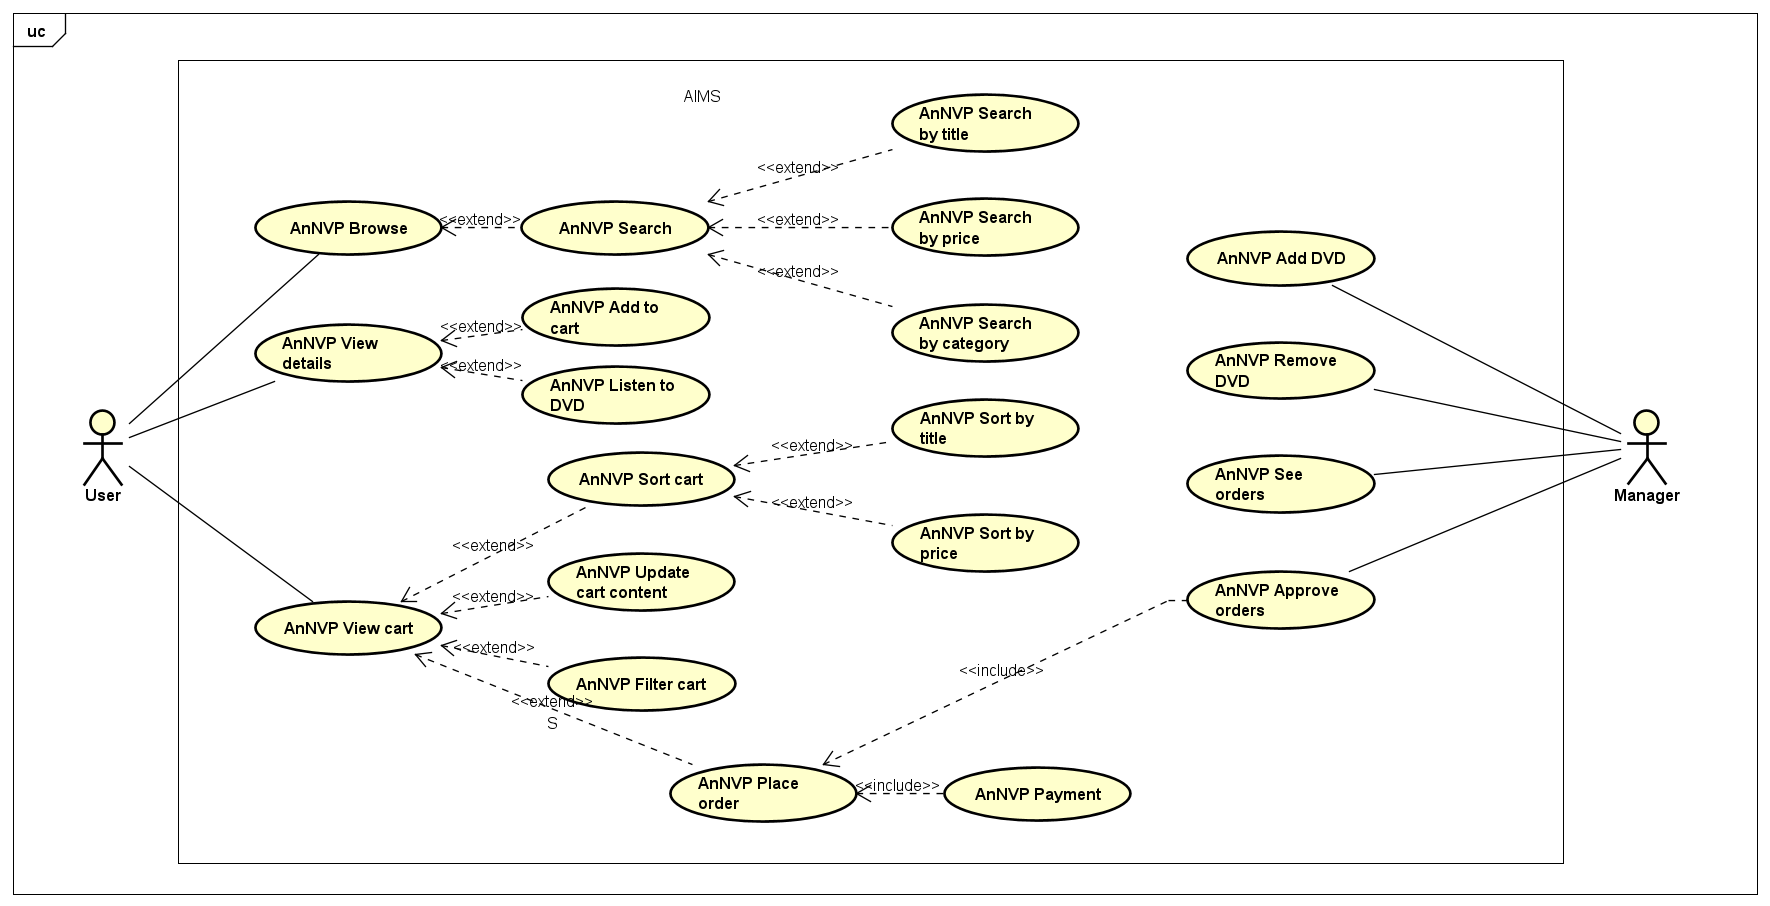 uc
AIMS
AnNVP Search
by title
<<extend>>
AnNVP Browse
<<extend>>
AnNVP Search
<<extend>>
AnNVP Search
by price
<<extend>>
AnNVP Search
by category
AnNVP Add DVD
AnNVP View
details
<<extend>>
AnNVP Add to
cart
<<extend>>
AnNVP Listen to
DVD
AnNVP Remove
DVD
User
Manager
AnNVP Sort cart
<<extend>>
AnNVP Sort by
title
<<extend>>
AnNVP Sort by
price
AnNVP See
orders
<<extend>>
<<extend>>
AnNVP Update
cart content
AnNVP View cart
<<extend>>
AnNVP Filter cart
<<extend>>
S
AnNVP Approve
orders
<<include>>
AnNVP Place
order
<<include>>
AnNVP Payment